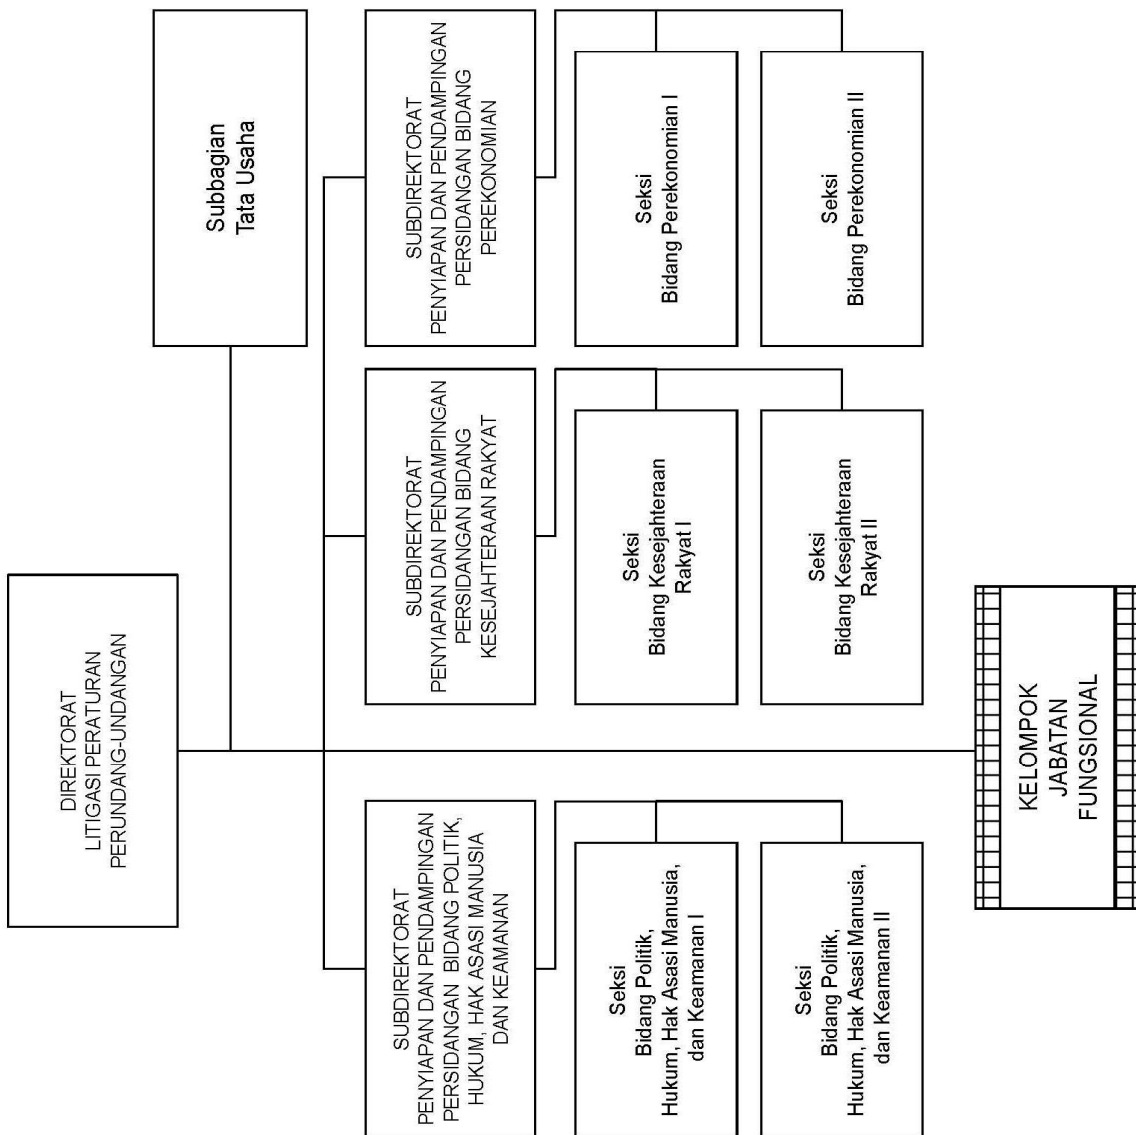 DIREKTORAT
LITIGASI PERATURAN
PERUNDANG-UNDANGAN
Subbagian
Tata Usaha
SUBDIREKTORAT
PENYIAPAN DAN PENDAMPINGAN
PERSIDANGAN BIDANG POLITIK,
HUKUM, HAK ASASI MANUSIA
DAN KEAMANAN
SUBDIREKTORAT
PENYIAPAN DAN PENDAMPINGAN
PERSIDANGAN BIDANG
KESEJAHTERAAN RAKYAT
SUBDIREKTORAT
PENYIAPAN DAN PENDAMPINGAN
PERSIDANGAN BIDANG
PEREKONOMIAN
Seksi
Bidang Politik,
Hukum, Hak Asasi Manusia,
dan Keamanan I
Seksi
Bidang Kesejahteraan
Rakyat I
Seksi
Bidang Perekonomian I
Seksi
Bidang Politik,
Hukum, Hak Asasi Manusia,
dan Keamanan II
Seksi
Bidang Kesejahteraan
Rakyat II
Seksi
Bidang Perekonomian II
KELOMPOK
JABATAN
FUNGSIONAL